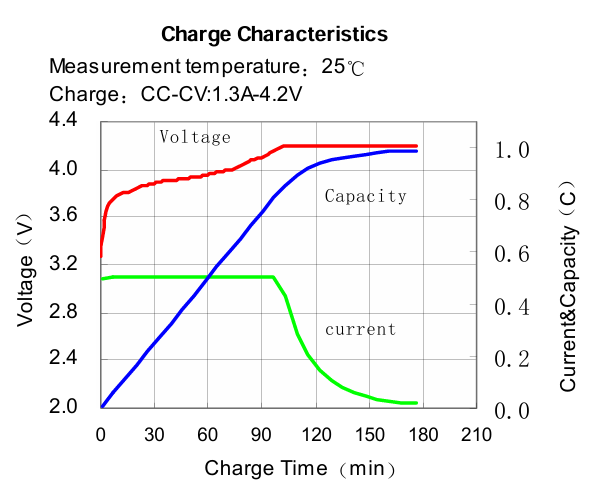 Charge Characteristics
Measurement temperature：25℃
Charge：CC-CV:1.3A-4.2V
4.4
4.0
3.6
3.2
2.8
2.4
2.0
Voltage（V）
Voltage
Capacity
current
1.0
0.8
0.6
0.4
0.2
0.0
Current&Capacity（C）
0 30 60 90 120 150 180 210
Charge Time （min）